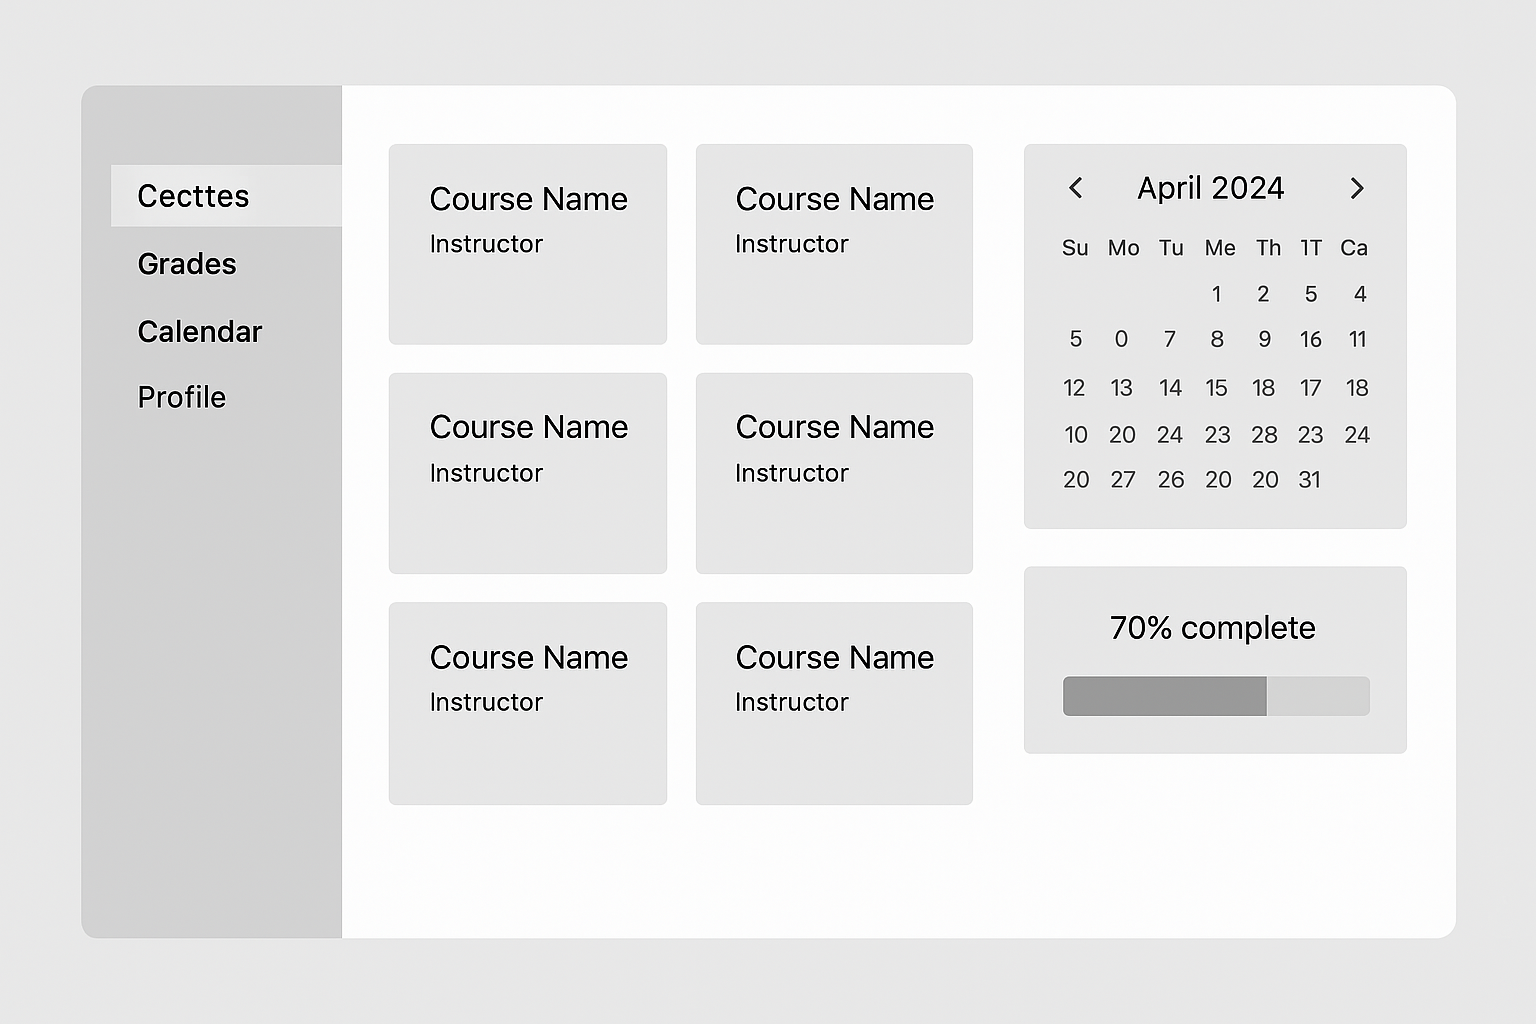 Cecttes
Grades
Calendar
Profile
Course Name
Instructor
Course Name
Instructor
Course Name
Instructor
Course Name
Instructor
Course Name
Instructor
Course Name
Instructor
April 2024
Su Mo Tu Me Th 1T Ca
1 2 5 4
5 0 7 8 9 16 11
12 13 14 15 18 17 18
10 20 24 23 28 23 24
20 27 26 20 20 31
70% complete